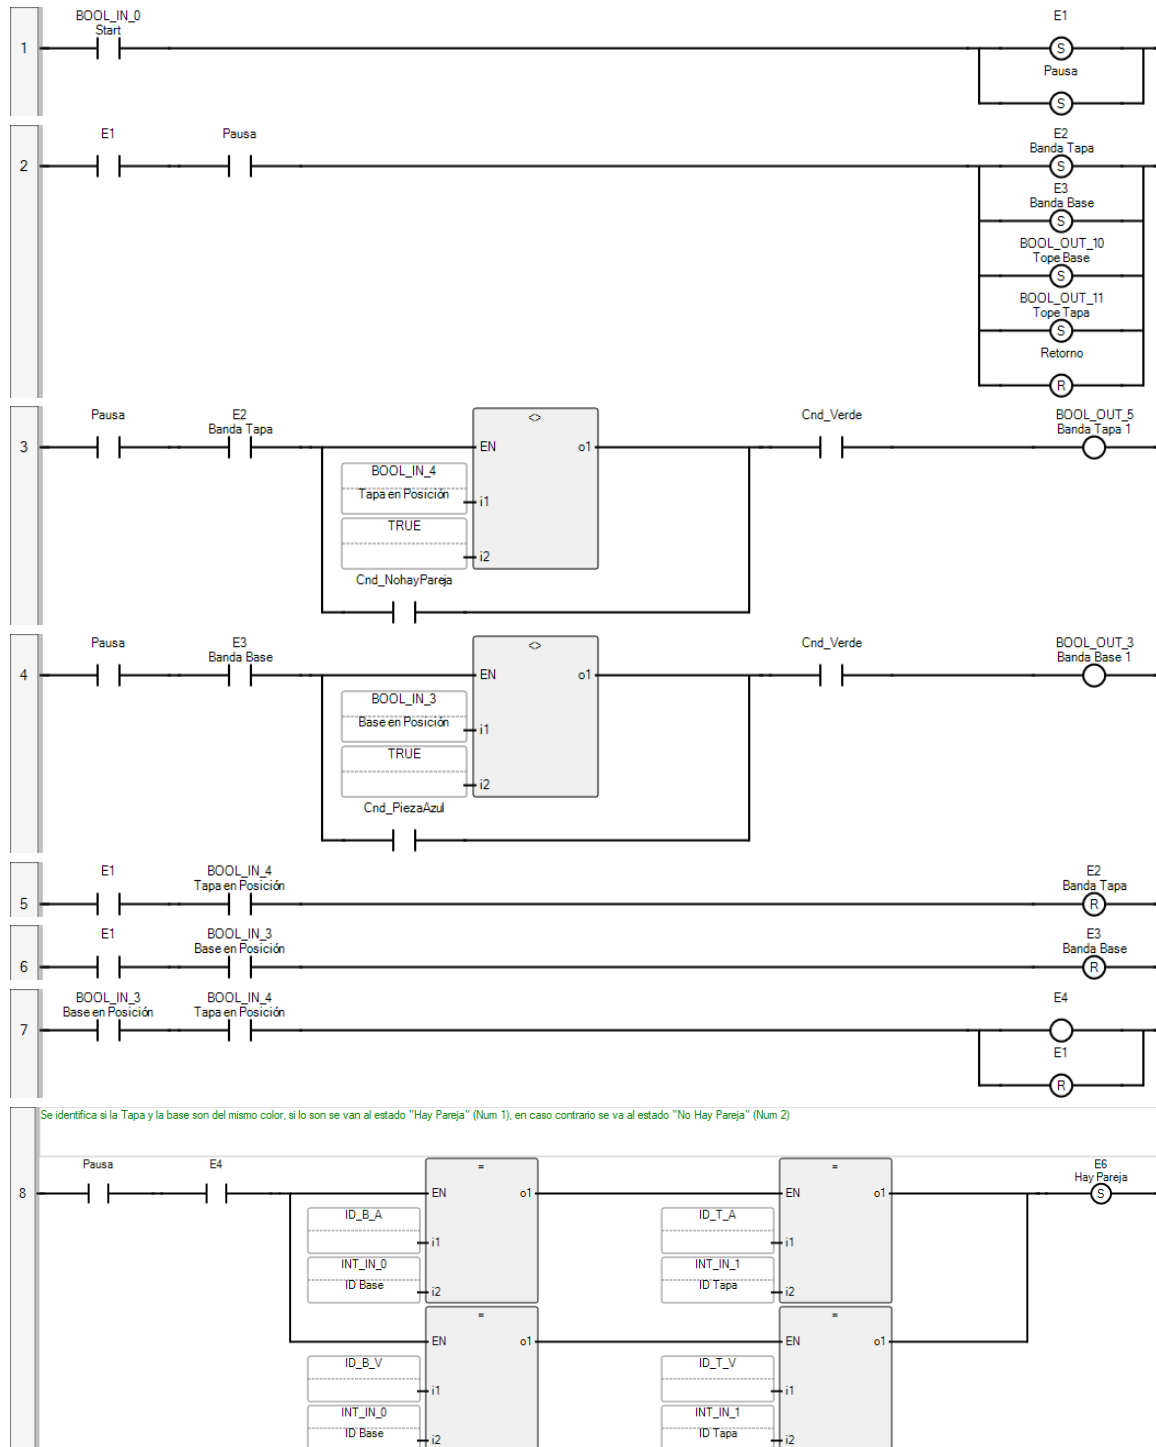 BOOL_IN_0
Start
E1
1
S
Pausa
S
E1
Pausa
E2
Banda Tapa
2
S
E3
Banda Base
S
BOOL_OUT_10
Tope Base
S
BOOL_OUT_11
Tope Tapa
S
Retorno
R
Pausa
E2
Banda Tapa
<>
Cnd_Verde
BOOL_OUT_5
Banda Tapa 1
3
EN
o1
BOOL_IN_4
Tapa en Posición
i1
TRUE
i2
Cnd_NohayPareja
Pausa
E3
Banda Base
<>
Cnd_Verde
BOOL_OUT_3
Banda Base 1
4
EN
o1
BOOL_IN_3
Base en Posición
i1
TRUE
i2
Cnd_PiezaAzul
E1
BOOL_IN_4
Tapa en Posición
E2
Banda Tapa
5
R
E1
BOOL_IN_3
Base en Posición
E3
Banda Base
6
R
BOOL_IN_3
Base en Posición
BOOL_IN_4
Tapa en Posición
E4
7
E1
R
Se identifica si la Tapa y la base son del mismo color, si lo son se van al estado "Hay Pareja" (Num 1), en caso contrario se va al estado "No Hay Pareja" (Num 2)
Pausa
E4
=
=
E6
Hay Pareja
8
EN
o1
EN
o1
S
ID_B_A
i1
ID_T_A
i1
INT_IN_0
ID Base
i2
INT_IN_1
ID Tapa
i2
=
=
EN
o1
EN
o1
ID_B_V
i1
ID_T_V
i1
INT_IN_0
ID Base
i2
INT_IN_1
ID Tapa
i2